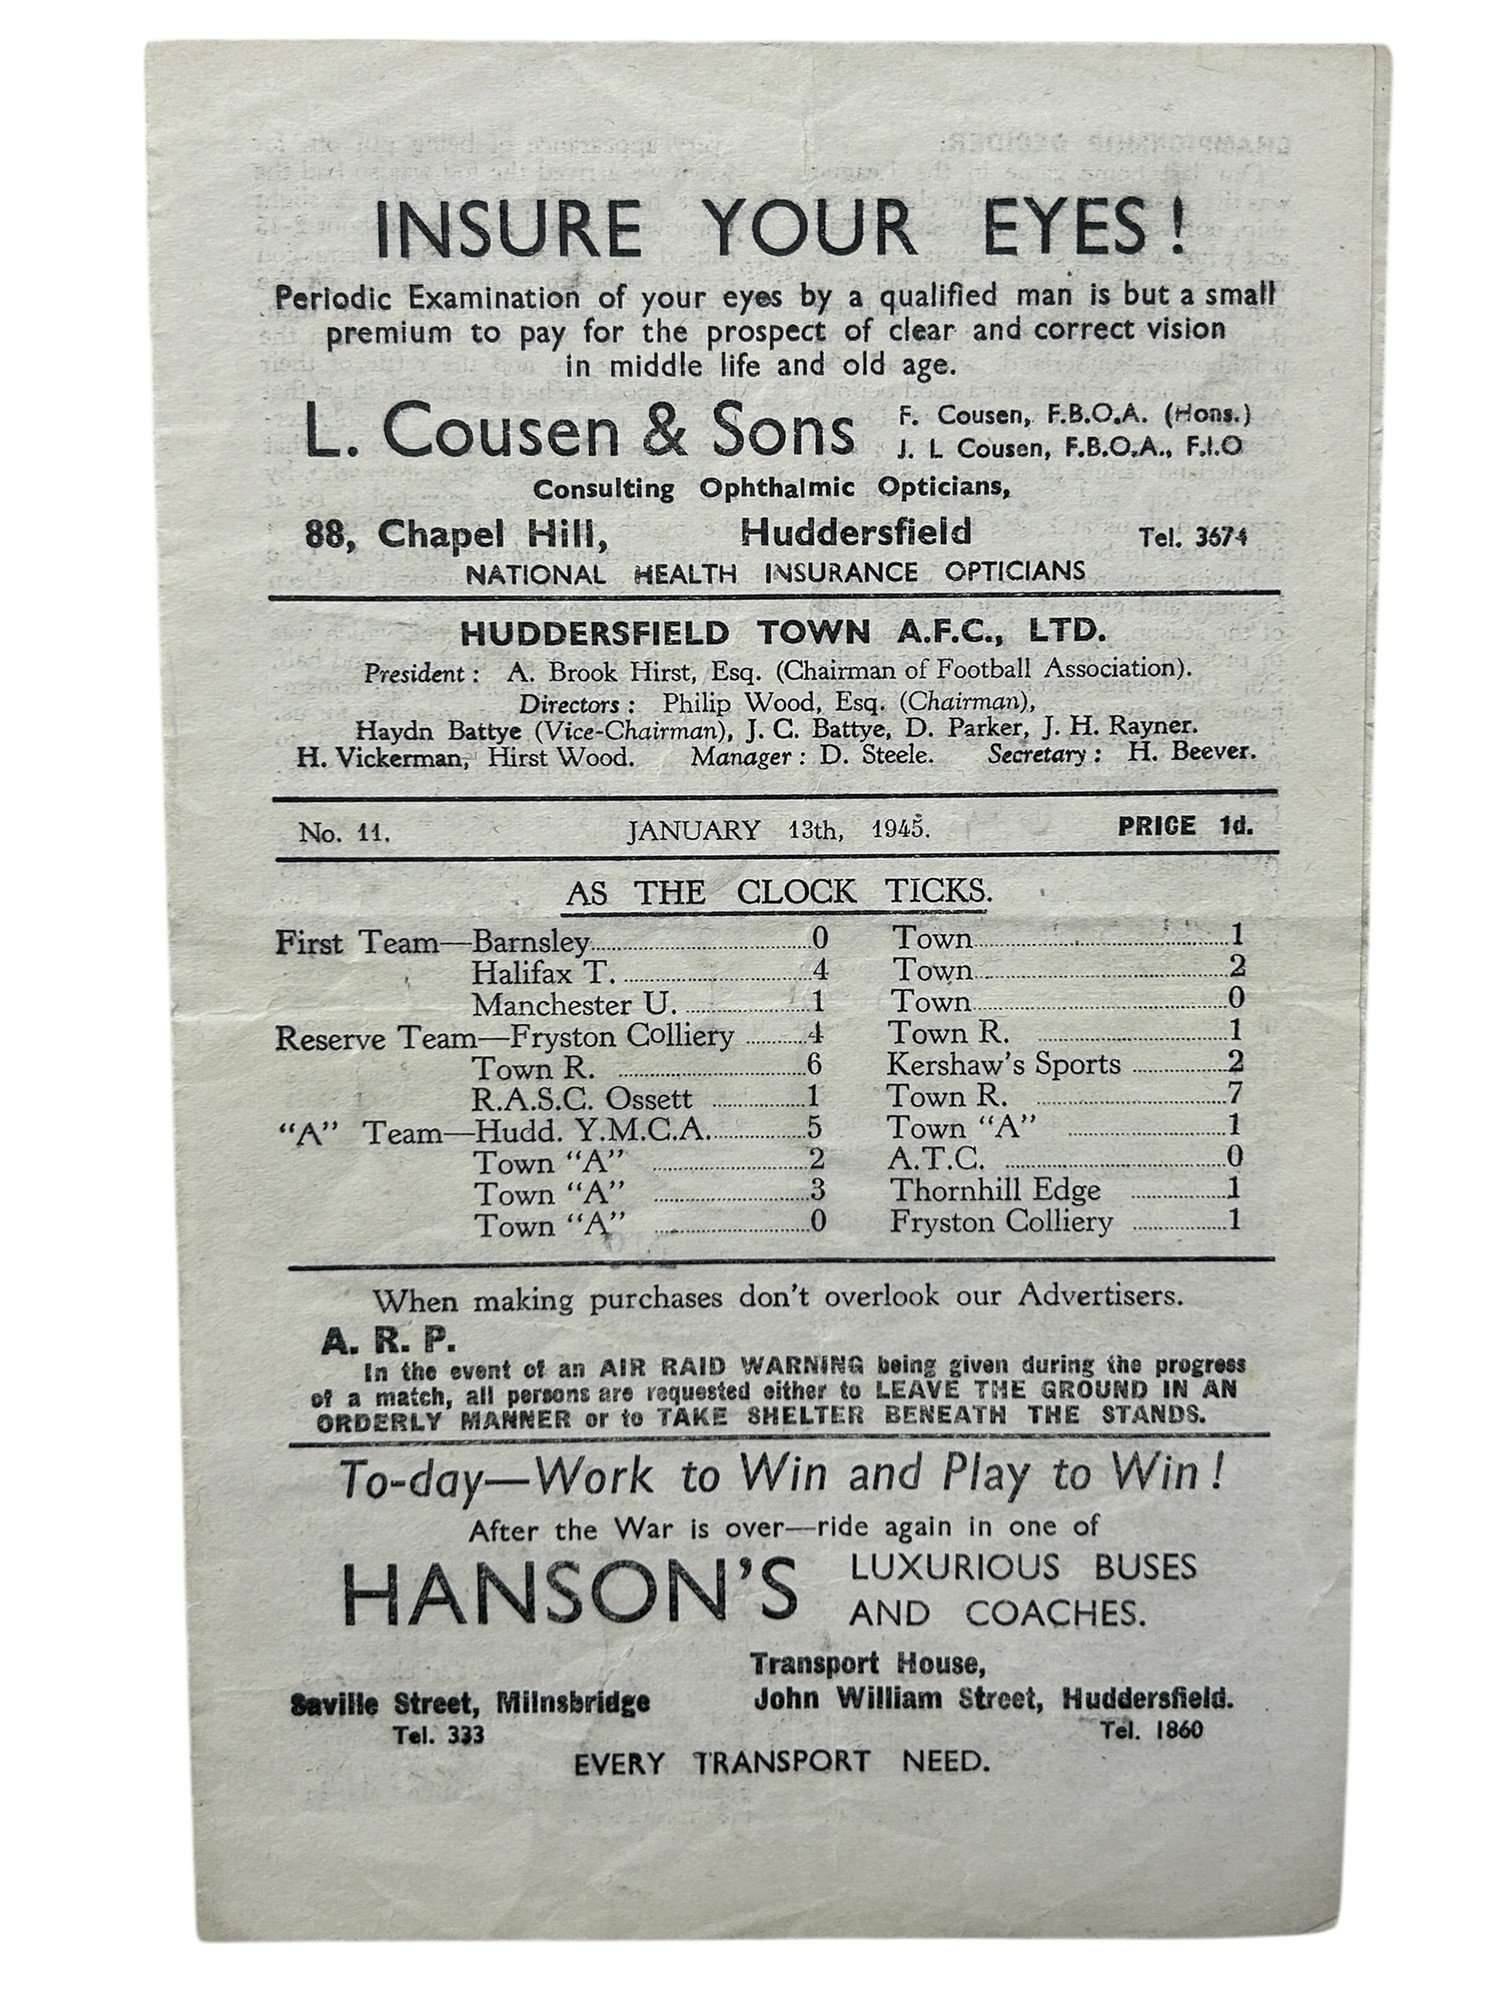 INSURE YOUR EYES!
Periodic Examination of your eyes by a qualified man is but a small
premium to pay for the prospect of clear and correct vision
in middle life and old age.
L. Cousen & Sons
F. Cousen, F.B.O.A. (Hons.)
J. L Cousen, F.B.O.A., F.I.O
Consulting Ophthalmic Opticians,
88, Chapel Hill, Huddersfield Tel. 3674
NATIONAL HEALTH INSURANCE OPTICIANS
HUDDERSFIELD TOWN A.F.C., LTD.
President: A. Brook Hirst, Esq. (Chairman of Football Association).
Directors: Philip Wood, Esq. (Chairman),
Haydn Battye (Vice-Chairman), J. C. Battye, D. Parker, J. H. Rayner.
H. Vickerman, Hirst Wood. Manager: D. Steele. Secretary: H. Beever.
No. 11. JANUARY 13th, 1945. PRICE 1d.
AS THE CLOCK TICKS.
First Team—Barnsley 0 Town 1
Halifax T. 4 Town 2
Manchester U. 1 Town 0
Reserve Team—Fryston Colliery 4 Town R. 1
Town R. 6 Kershaw's Sports 2
R.A.S.C. Ossett 1 Town R. 7
"A" Team—Hudd. Y.M.C.A. 5 Town "A" 1
Town "A" 2 A.T.C. 0
Town "A" 3 Thornhill Edge 1
Town "A" 0 Fryston Colliery 1
When making purchases don't overlook our Advertisers.
A. R. P.
In the event of an AIR RAID WARNING being given during the progress
of a match, all persons are requested either to LEAVE THE GROUND IN AN
ORDERLY MANNER or to TAKE SHELTER BENEATH THE STANDS.
To-day—Work to Win and Play to Win!
After the War is over—ride again in one of
HANSON'S LUXURIOUS BUSES
AND COACHES.
Transport House,
Saville Street, Milnsbridge John William Street, Huddersfield.
Tel. 333 Tel. 1860
EVERY TRANSPORT NEED.